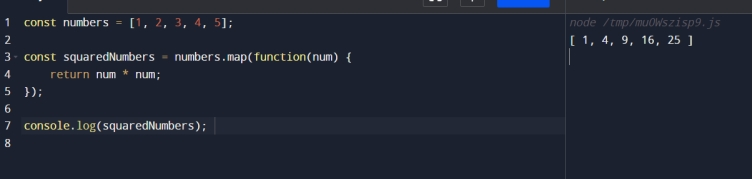 const numbers = [1, 2, 3, 4, 5];
const squaredNumbers = numbers.map(function(num) {
return num * num;
});
console.log(squaredNumbers);
node /tmp/muOWszisp9.js
[ 1, 4, 9, 16, 25 ]
1
2
3
4
5
6
7
8